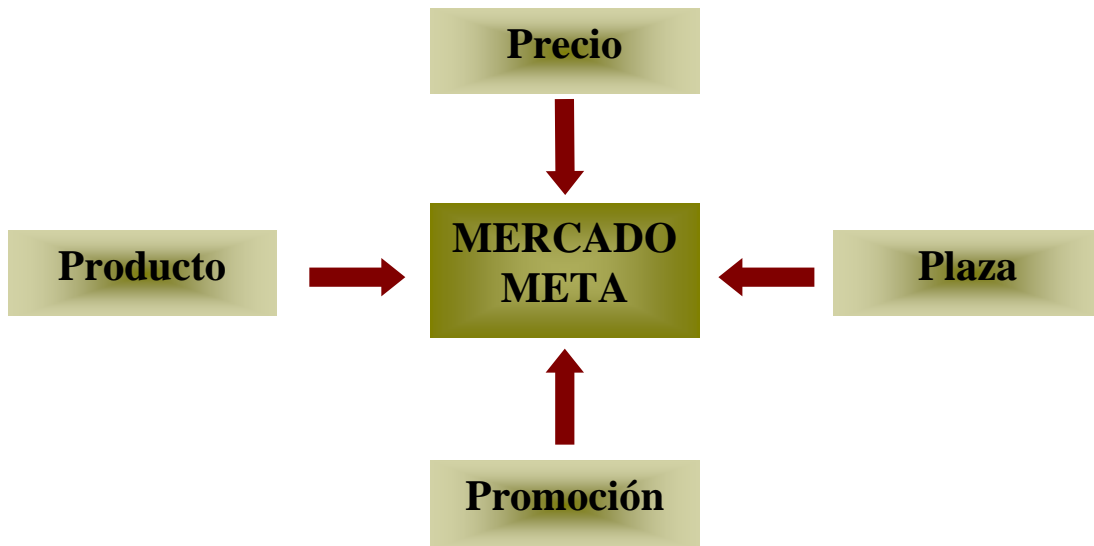 Precio
Producto
MERCADO
META
Plaza
Promoción